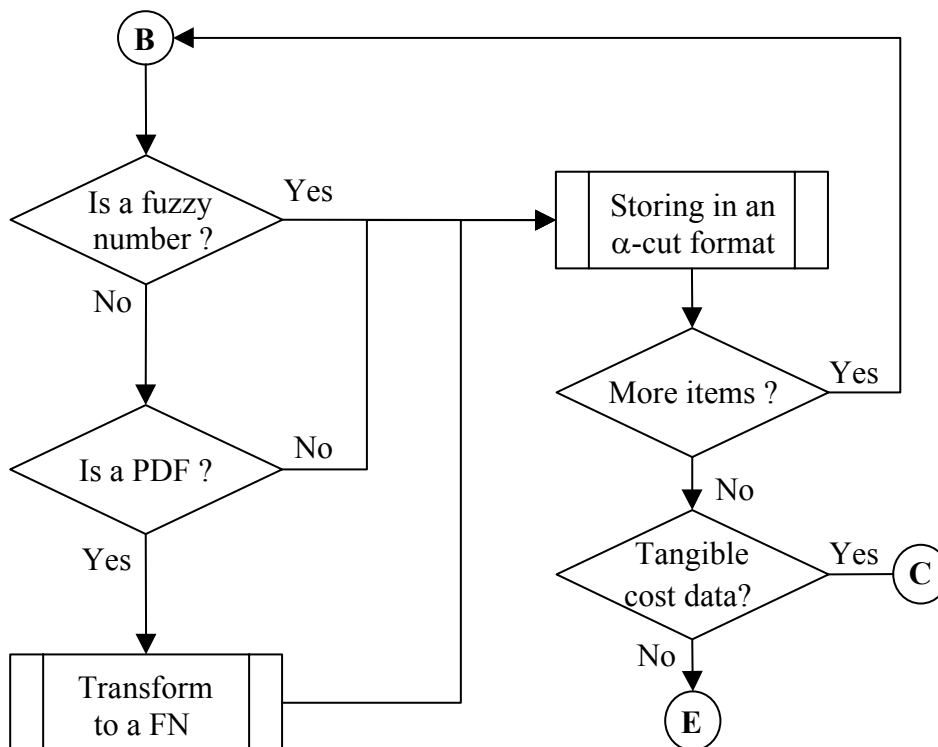 B
Is a fuzzy
number ?
Yes
No
Is a PDF ?
No
Yes
Transform
to a FN
Storing in an
α-cut format
More items ?
Yes
No
Tangible
cost data?
Yes
C
No
E